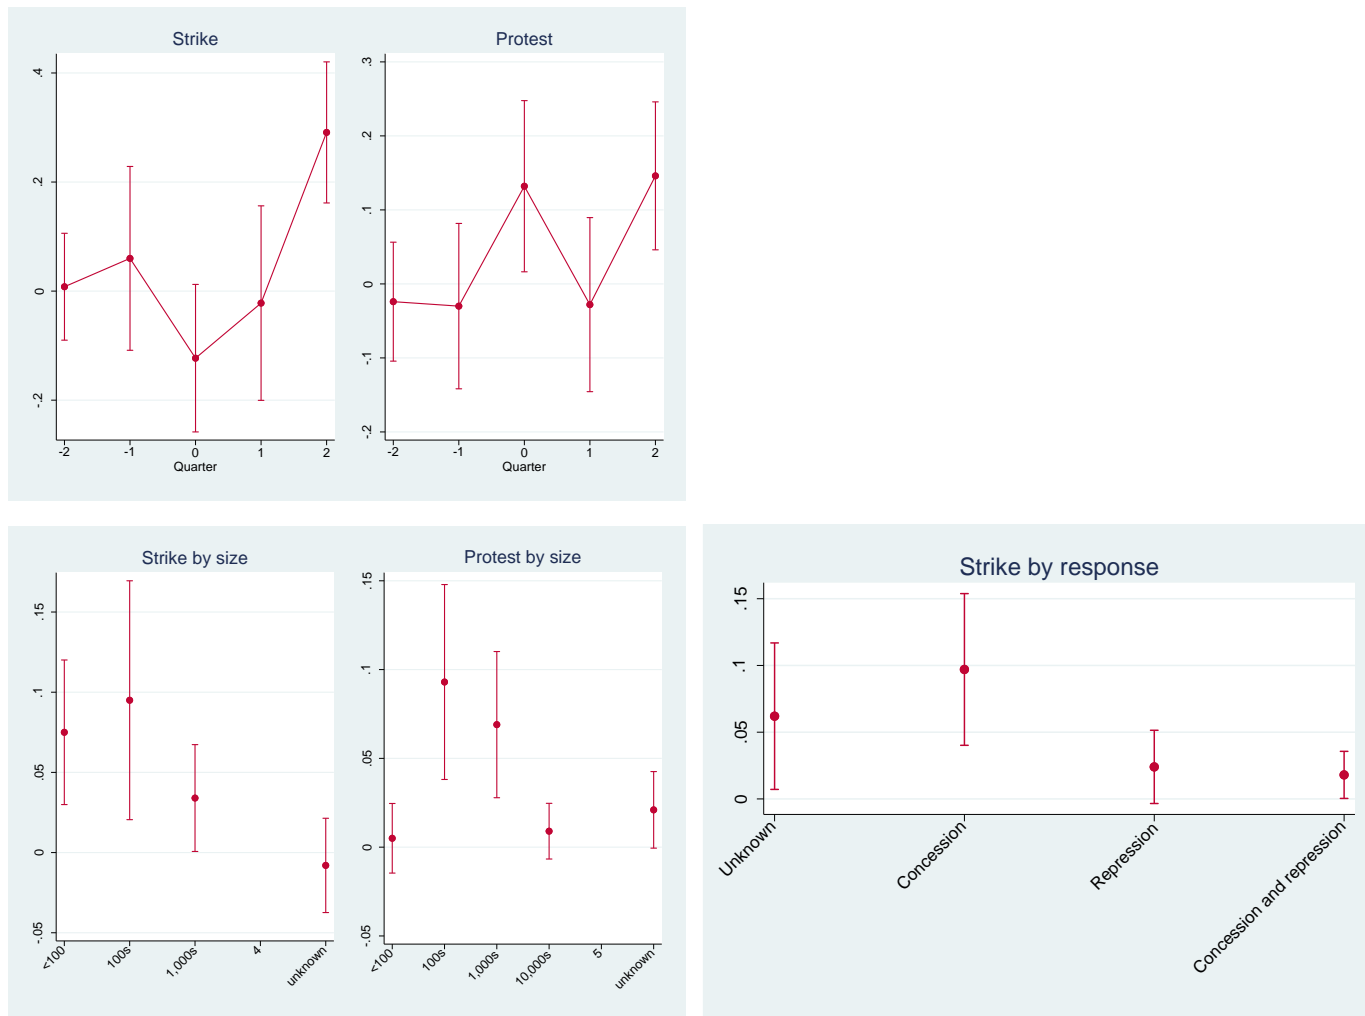 Strike
Protest
.4
.2
0
-.2
.3
.2
.1
0
-.1
-.2
-2 -1 0 1 2
Quarter
-2 -1 0 1 2
Quarter
Strike by size
Protest by size
.15
.1
.05
0
-.05
.15
.1
.05
0
-.05
<100 100s 1,000s 4 unknown
<100 100s 1,000s 10,000s 5 unknown
Strike by response
.15
.1
.05
0
Unknown
Concession
Repression
Concession and repression